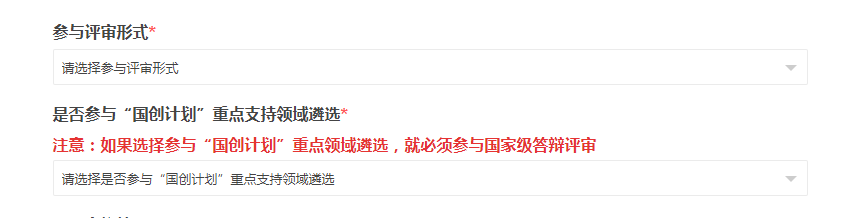 参与评审形式*
请选择参与评审形式
是否参与“国创计划”重点支持领域遴选*
注意：如果选择参与“国创计划”重点领域遴选，就必须参与国家级答辩评审
请选择是否参与“国创计划”重点支持领域遴选